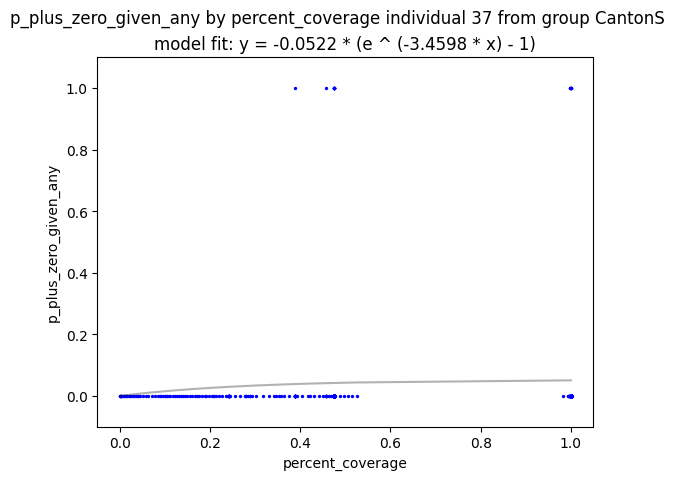 p_plus_zero_given_any by percent_coverage individual 37 from group CantonS
model fit: y = -0.0522 * (e ^ (-3.4598 * x) - 1)
1.0
0.8
0.6
0.4
0.2
0.0
p_plus_zero_given_any
0.0 0.2 0.4 0.6 0.8 1.0
percent_coverage